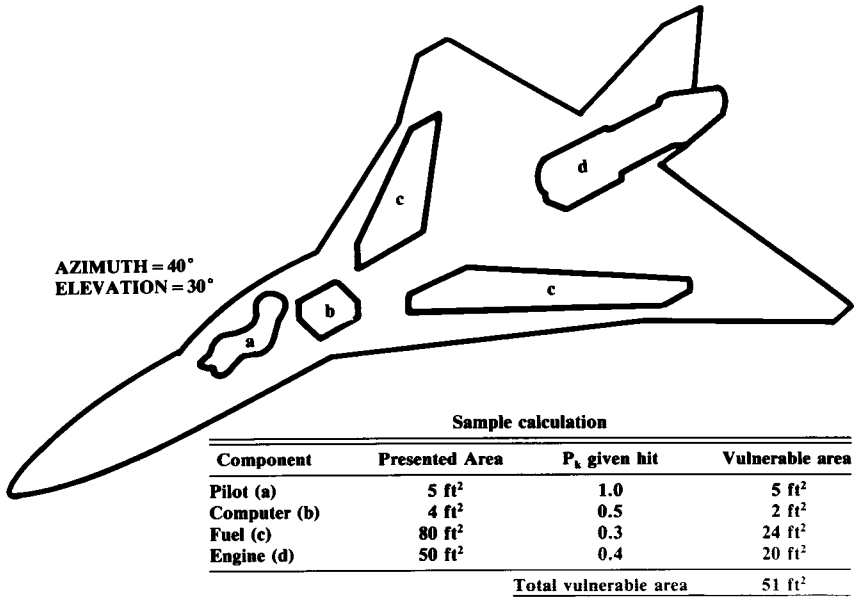 d
c
AZIMUTH = 40°
ELEVATION = 30°
c
b
a
Sample calculation
Component Presented Area Pk given hit Vulnerable area
Pilot (a) 5 ft² 1.0 5 ft²
Computer (b) 4 ft² 0.5 2 ft²
Fuel (c) 80 ft² 0.3 24 ft²
Engine (d) 50 ft² 0.4 20 ft²
Total vulnerable area 51 ft²